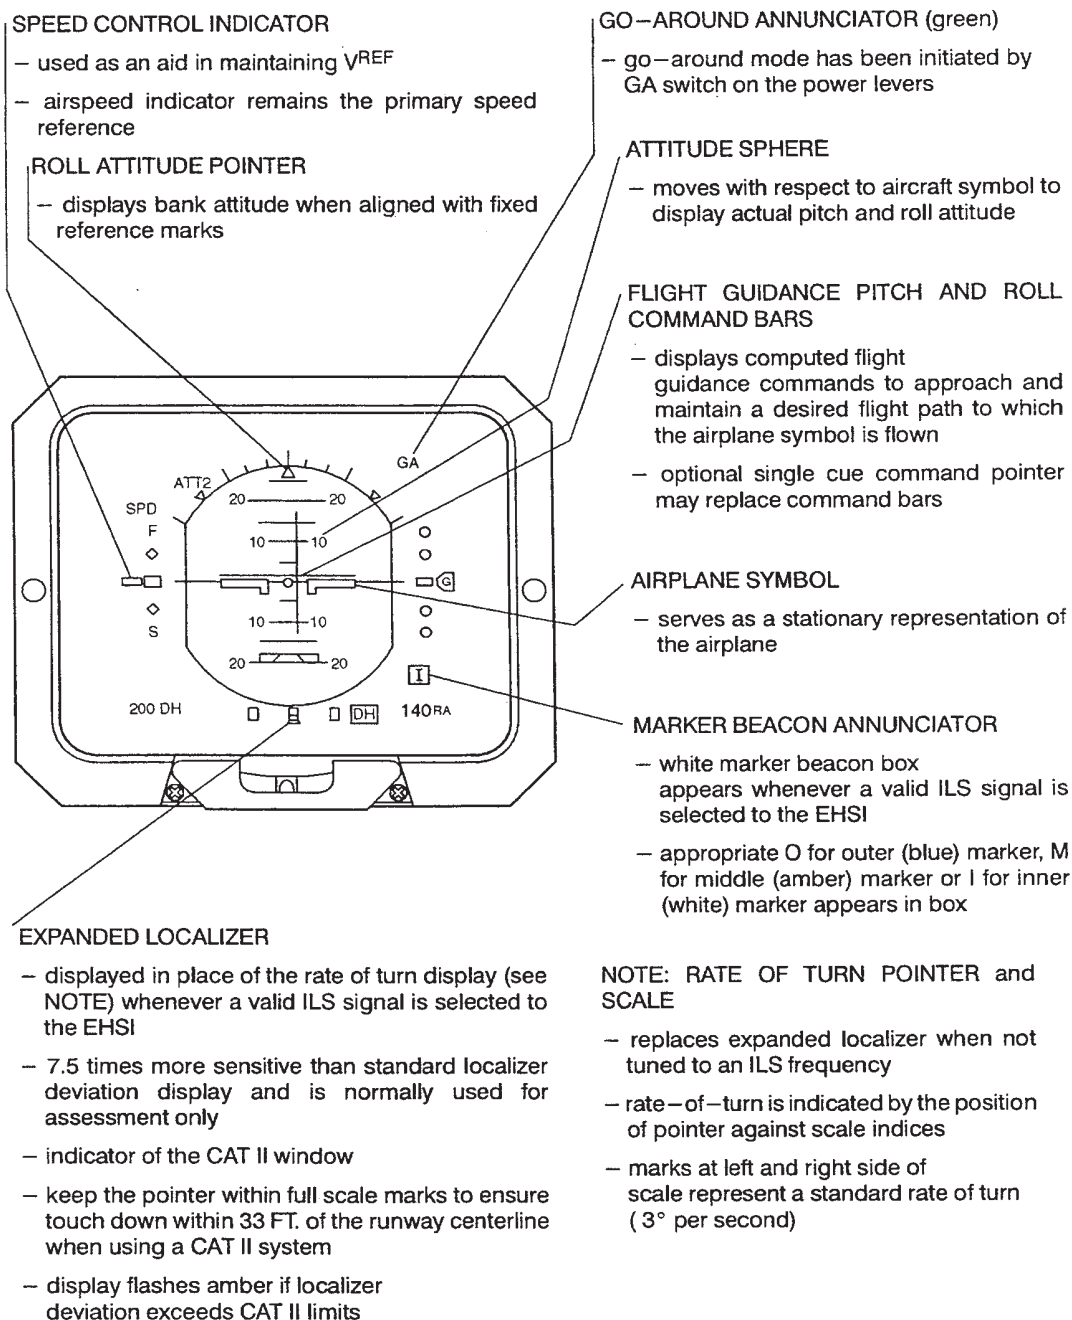 SPEED CONTROL INDICATOR
– used as an aid in maintaining VREF
– airspeed indicator remains the primary speed
reference
ROLL ATTITUDE POINTER
– displays bank attitude when aligned with fixed
reference marks
GO–AROUND ANNUNCIATOR (green)
– go–around mode has been initiated by
GA switch on the power levers
ATTITUDE SPHERE
– moves with respect to aircraft symbol to
display actual pitch and roll attitude
FLIGHT GUIDANCE PITCH AND ROLL
COMMAND BARS
– displays computed flight
guidance commands to approach and
maintain a desired flight path to which
the airplane symbol is flown
– optional single cue command pointer
may replace command bars
GA
ATT2
SPD
F
20 20
10 10
G
10 10
S
20 20
I
200 DH
DH
140RA
AIRPLANE SYMBOL
– serves as a stationary representation of
the airplane
MARKER BEACON ANNUNCIATOR
– white marker beacon box
appears whenever a valid ILS signal is
selected to the EHSI
– appropriate O for outer (blue) marker, M
for middle (amber) marker or I for inner
(white) marker appears in box
EXPANDED LOCALIZER
– displayed in place of the rate of turn display (see
NOTE) whenever a valid ILS signal is selected to
the EHSI
– 7.5 times more sensitive than standard localizer
deviation display and is normally used for
assessment only
– indicator of the CAT II window
– keep the pointer within full scale marks to ensure
touch down within 33 FT. of the runway centerline
when using a CAT II system
– display flashes amber if localizer
deviation exceeds CAT II limits
NOTE: RATE OF TURN POINTER and
SCALE
– replaces expanded localizer when not
tuned to an ILS frequency
– rate–of–turn is indicated by the position
of pointer against scale indices
– marks at left and right side of
scale represent a standard rate of turn
( 3° per second)